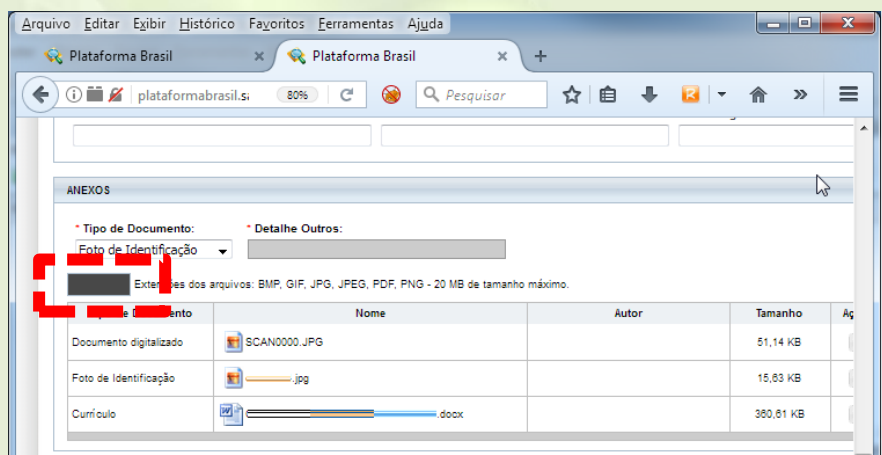 Arquivo Editar Exibir Histórico Favoritos Ferramentas Ajuda
Plataforma Brasil × Plataforma Brasil × +
plataformabrasil.sa 80% Pesquisar
ANEXOS
* Tipo de Documento: * Detalhe Outros:
Foto de Identificação
Extensões dos arquivos: BMP, GIF, JPG, JPEG, PDF, PNG - 20 MB de tamanho máximo.
Nome Autor Tamanho
Documento digitalizado SCAN0000.JPG 51,14 KB
Foto de Identificação .jpg 15,63 KB
Currículo .docx 360,61 KB